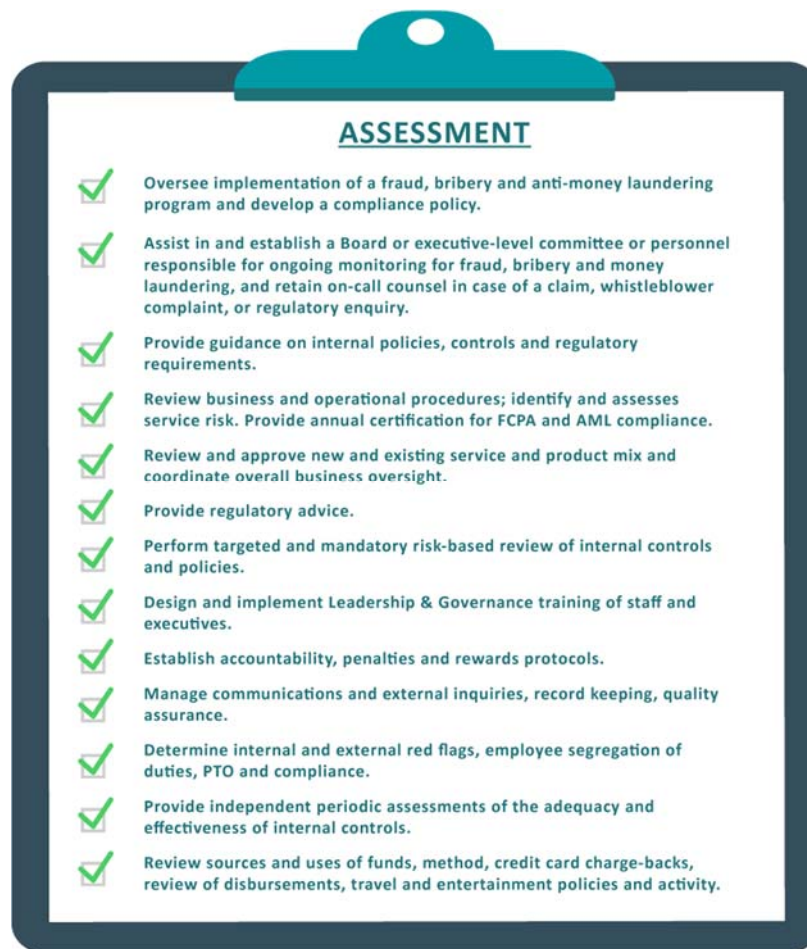 ASSESSMENT
Oversee implementation of a fraud, bribery and anti-money laundering
program and develop a compliance policy.
Assist in and establish a Board or executive-level committee or personnel
responsible for ongoing monitoring for fraud, bribery and money
laundering, and retain on-call counsel in case of a claim, whistleblower
complaint, or regulatory enquiry.
Provide guidance on internal policies, controls and regulatory
requirements.
Review business and operational procedures; identify and assesses
service risk. Provide annual certification for FCPA and AML compliance.
Review and approve new and existing service and product mix and
coordinate overall business oversight.
Provide regulatory advice.
Perform targeted and mandatory risk-based review of internal controls
and policies.
Design and implement Leadership & Governance training of staff and
executives.
Establish accountability, penalties and rewards protocols.
Manage communications and external inquiries, record keeping, quality
assurance.
Determine internal and external red flags, employee segregation of
duties, PTO and compliance.
Provide independent periodic assessments of the adequacy and
effectiveness of internal controls.
Review sources and uses of funds, method, credit card charge-backs,
review of disbursements, travel and entertainment policies and activity.